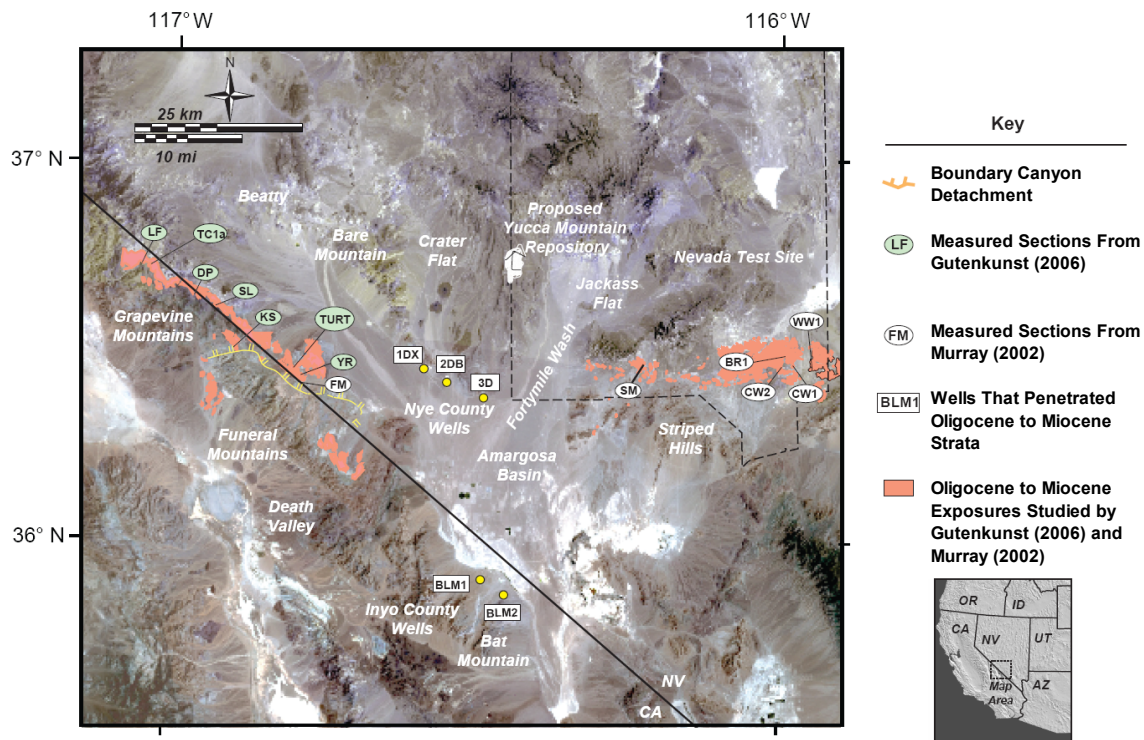 117° W
116° W
N
25 km
10 mi
37° N
36° N
Beatty
Bare
Mountain
Crater
Flat
Proposed
Yucca Mountain
Repository
Nevada Test Site
Jackass
Flat
LF
TC1a
DP
SL
Grapevine
Mountains
KS
TURT
YR
FM
1DX
2DB
3D
Nye County
Wells
Fortymile Wash
WW1
BR1
SM
CW2
CW1
Funeral
Mountains
Striped
Hills
Amargosa
Basin
Death
Valley
BLM1
BLM2
Inyo County
Wells
Bat
Mountain
NV
CA
Key
Boundary Canyon
Detachment
LF
Measured Sections From
Gutenkunst (2006)
FM
Measured Sections From
Murray (2002)
BLM1
Wells That Penetrated
Oligocene to Miocene
Strata
Oligocene to Miocene
Exposures Studied by
Gutenkunst (2006) and
Murray (2002)
OR
ID
CA
NV
UT
AZ
Map
Area